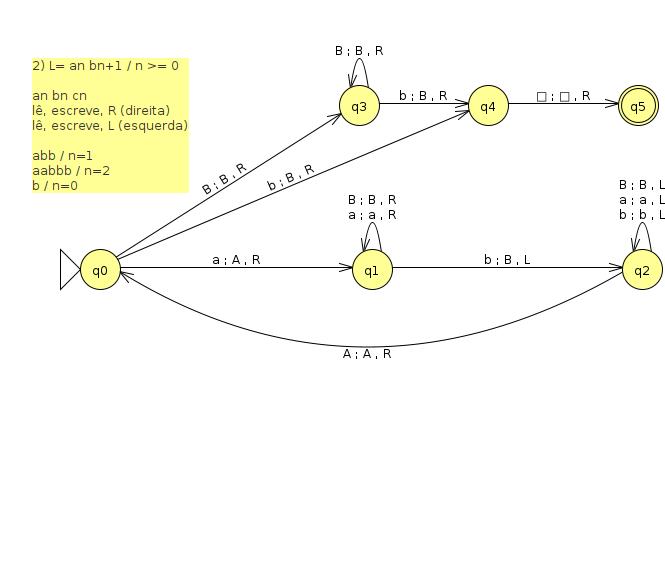 2) L= an bn+1 / n >= 0
an bn cn
lê, escreve, R (direita)
lê, escreve, L (esquerda)
abb / n=1
aabbb / n=2
b / n=0
B ; B , R
q3
b ; B , R
q4
□ ; □ , R
q5
B ; B , R
b ; B , R
B ; B , R
a ; a , R
B ; B , L
a ; a , L
b ; b , L
q0
a ; A , R
q1
b ; B , L
q2
A ; A , R